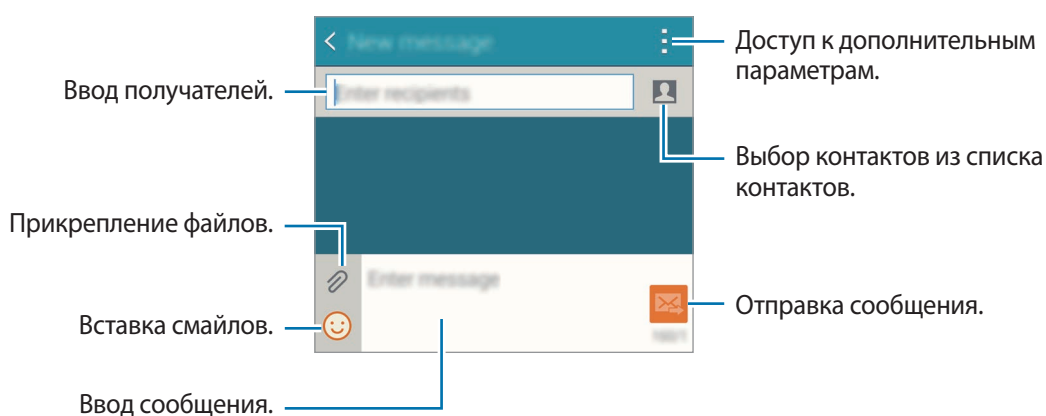 New message
Доступ к дополнительным
параметрам.
Ввод получателей.
Enter recipients
Выбор контактов из списка
контактов.
Прикрепление файлов.
Enter message
Отправка сообщения.
Вставка смайлов.
Ввод сообщения.